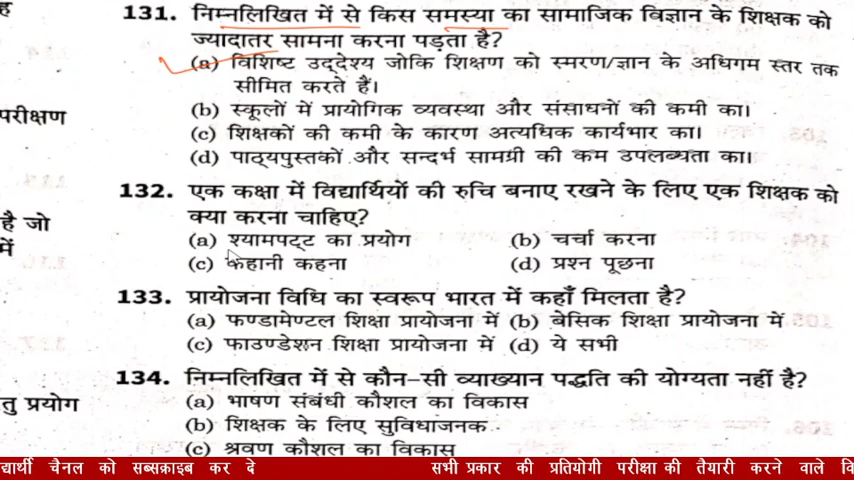 131. निम्नलिखित में से किस समस्या का सामाजिक विज्ञान के शिक्षक को
ज्यादातर सामना करना पड़ता है?
(a) विशिष्ट उद्देश्य जोकि शिक्षण को स्मरण/ज्ञान के अधिगम स्तर तक
सीमित करते हैं।
(b) स्कूलों में प्रायोगिक व्यवस्था और संसाधनों की कमी का।
(c) शिक्षकों की कमी के कारण अत्यधिक कार्यभार का।
(d) पाठ्यपुस्तकों और सन्दर्भ सामग्री की कम उपलब्धता का।
परीक्षण
132. एक कक्षा में विद्यार्थियों की रुचि बनाए रखने के लिए एक शिक्षक को
क्या करना चाहिए?
है जो
में
(a) श्यामपट्ट का प्रयोग (b) चर्चा करना
(c) कहानी कहना (d) प्रश्न पूछना
133. प्रायोजना विधि का स्वरूप भारत में कहाँ मिलता है?
(a) फण्डामेण्टल शिक्षा प्रायोजना में (b) बेसिक शिक्षा प्रायोजना में
(c) फाउण्डेशन शिक्षा प्रायोजना में (d) ये सभी
134. निम्नलिखित में से कौन-सी व्याख्यान पद्धति की योग्यता नहीं है?
तु प्रयोग
(a) भाषण संबंधी कौशल का विकास
(b) शिक्षक के लिए सुविधाजनक
(c) श्रवण कौशल का विकास
द्यार्थी चैनल को सब्सक्राइब कर दे सभी प्रकार की प्रतियोगी परीक्षा की तैयारी करने वाले वि